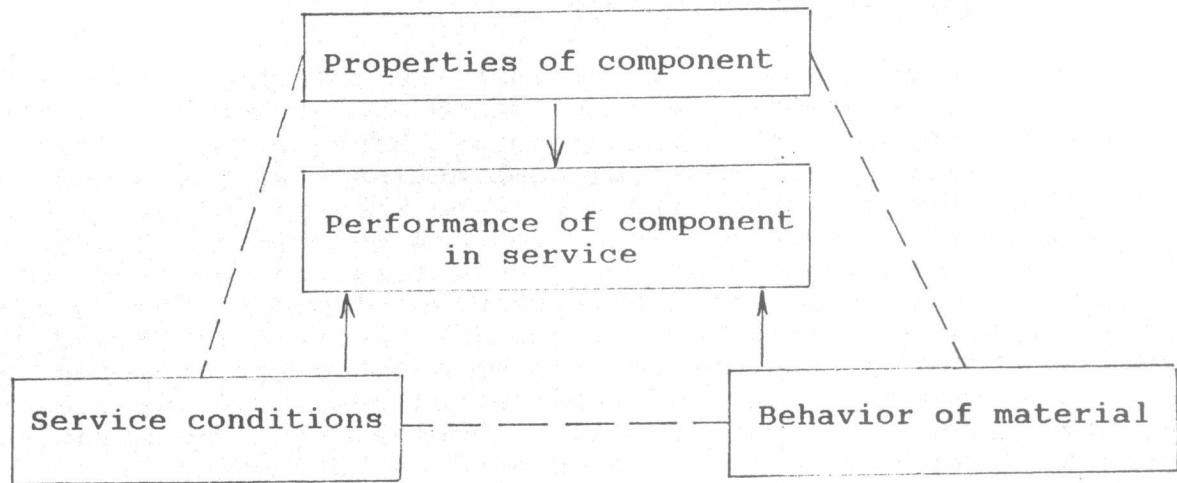 Properties of component
Performance of component
in service
Service conditions
Behavior of material